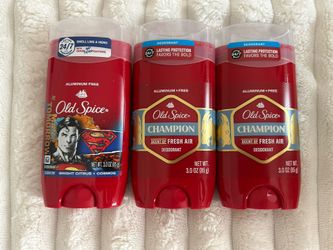 24/7
SMELL LIKE A HERO
ALUMINUM FREE
Old Spice
NET WT. 3.0 OZ (85 g)
BRIGHT CITRUS + COSMOS
DEODORANT
LASTING PROTECTION
FAVORS THE BOLD
ALUMINUM FREE
Old Spice
CHAMPION
SCENT OF FRESH AIR
DEODORANT
NET WT.
3.0 OZ (85 g)
DEODORANT
LASTING PROTECTION
FAVORS THE BOLD
ALUMINUM FREE
Old Spice
CHAMPION
SCENT OF FRESH AIR
DEODORANT
NET WT.
3.0 OZ (85 g)